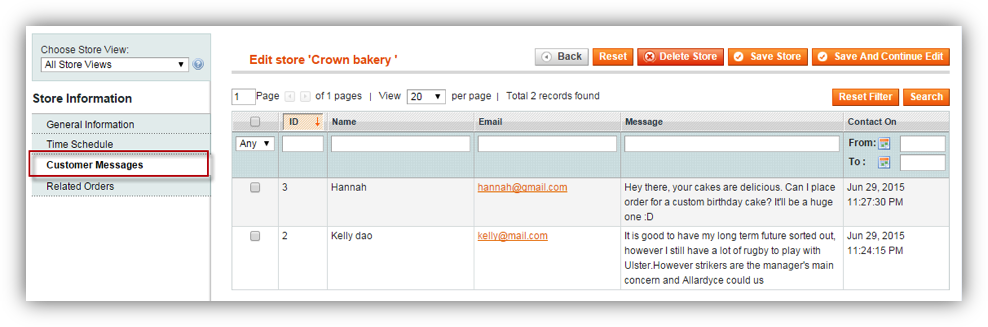 Choose Store View:
All Store Views
Store Information
General Information
Time Schedule
Customer Messages
Related Orders
Edit store 'Crown bakery '
Back Reset Delete Store Save Store Save And Continue Edit
1 Page of 1 pages | View 20 per page | Total 2 records found
Reset Filter Search
ID Name Email Message Contact On
Any From:
To :
3 Hannah hannah@gmail.com Hey there, your cakes are delicious. Can I place Jun 29, 2015
order for a custom birthday cake? It'll be a huge 11:27:30 PM
one :D
2 Kelly dao kelly@mail.com It is good to have my long term future sorted out, Jun 29, 2015
however I still have a lot of rugby to play with 11:24:15 PM
Ulster.However strikers are the manager's main
concern and Allardyce could us